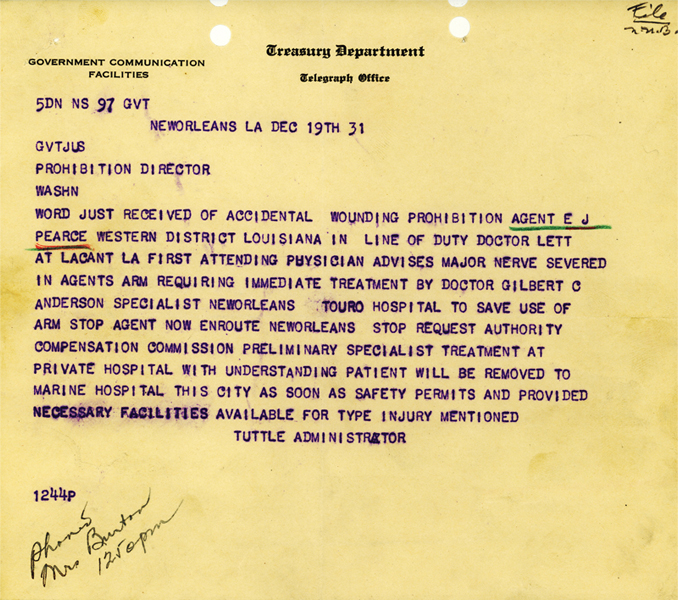 File
GOVERNMENT COMMUNICATION
FACILITIES
Treasury Department
Telegraph Office
5DN NS 97 GVT
NEWORLEANS LA DEC 19TH 31
GVTJUS
PROHIBITION DIRECTOR
WASHN
WORD JUST RECEIVED OF ACCIDENTAL WOUNDING PROHIBITION AGENT E J
PEARCE WESTERN DISTRICT LOUISIANA IN LINE OF DUTY DOCTOR LETT
AT LACANT LA FIRST ATTENDING PHYSICIAN ADVISES MAJOR NERVE SEVERED
IN AGENTS ARM REQUIRING IMMEDIATE TREATMENT BY DOCTOR GILBERT C
ANDERSON SPECIALIST NEWORLEANS TOURO HOSPITAL TO SAVE USE OF
ARM STOP AGENT NOW ENROUTE NEWORLEANS STOP REQUEST AUTHORITY
COMPENSATION COMMISSION PRELIMINARY SPECIALIST TREATMENT AT
PRIVATE HOSPITAL WITH UNDERSTANDING PATIENT WILL BE REMOVED TO
MARINE HOSPITAL THIS CITY AS SOON AS SAFETY PERMITS AND PROVIDED
NECESSARY FACILITIES AVAILABLE FOR TYPE INJURY MENTIONED
TUTTLE ADMINISTRATOR
1244P
Phoned
Mrs Burton
1250pm